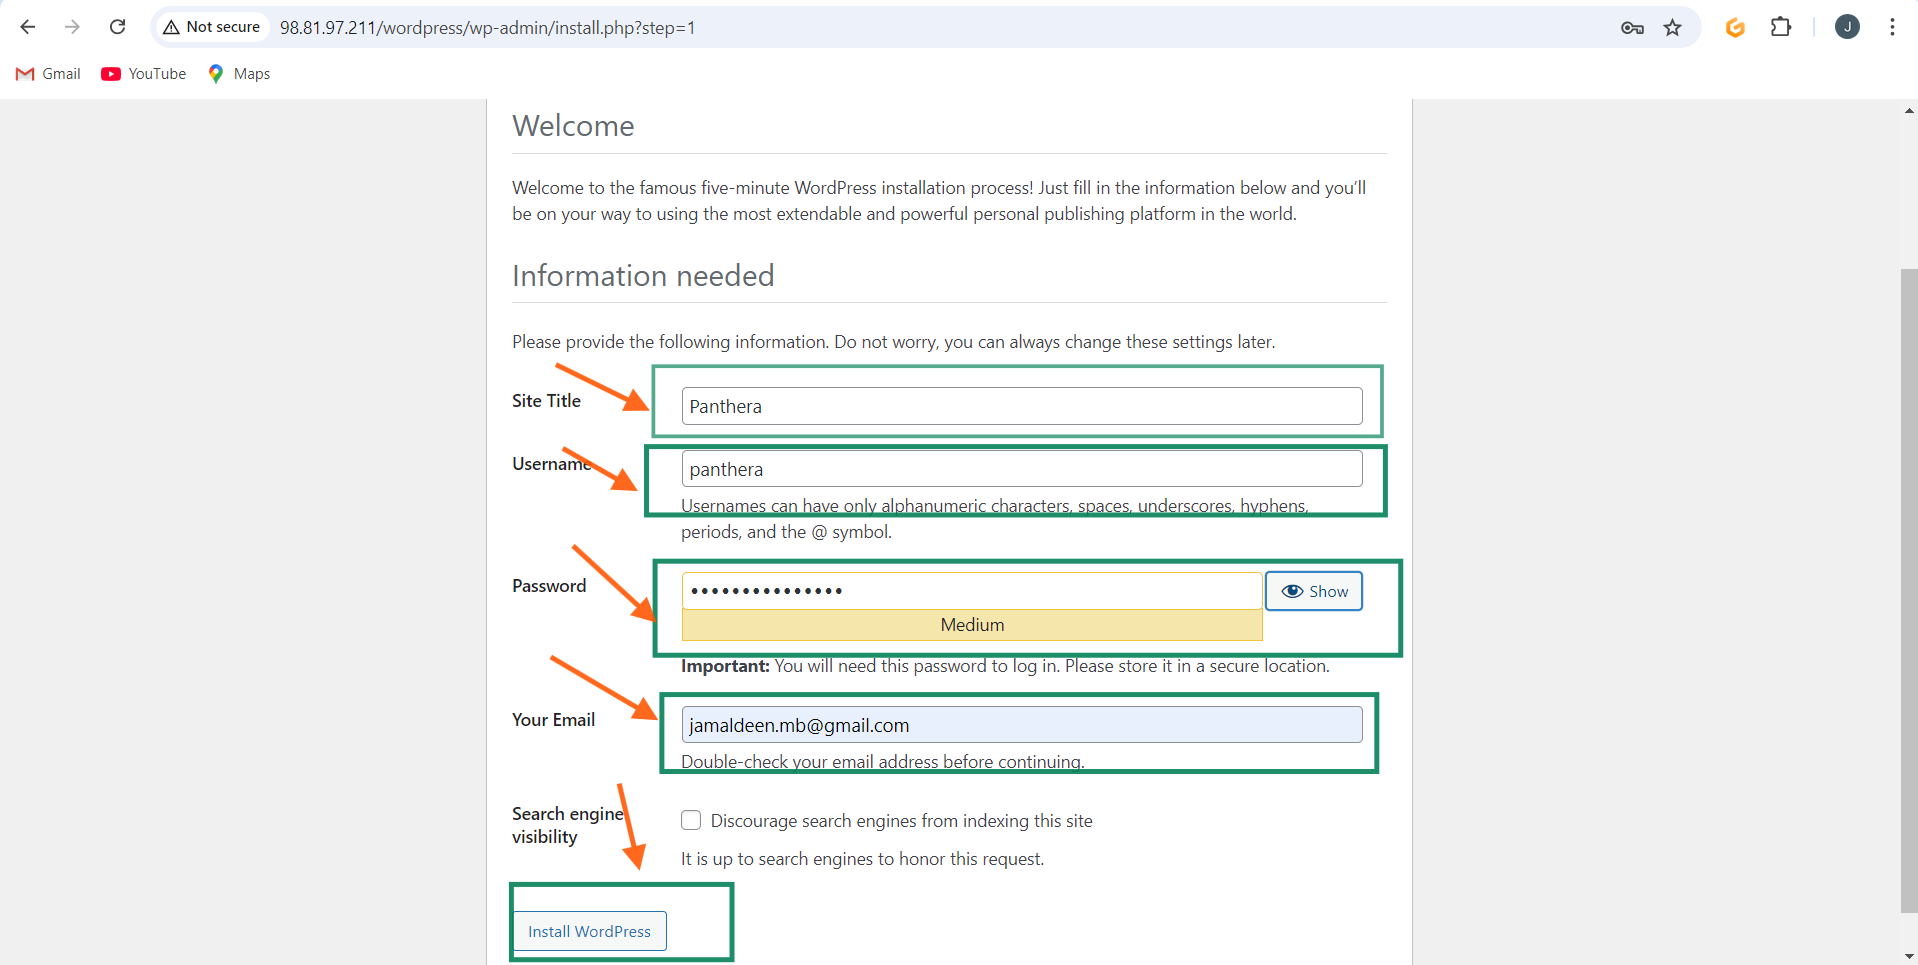 Not secure
98.81.97.211/wordpress/wp-admin/install.php?step=1
J
Gmail
YouTube
Maps
Welcome
Welcome to the famous five-minute WordPress installation process! Just fill in the information below and you’ll
be on your way to using the most extendable and powerful personal publishing platform in the world.
Information needed
Please provide the following information. Do not worry, you can always change these settings later.
Site Title
Panthera
Username
panthera
Usernames can have only alphanumeric characters, spaces, underscores, hyphens,
periods, and the @ symbol.
Password
•••••••••••••••
Show
Medium
Important: You will need this password to log in. Please store it in a secure location.
Your Email
jamaldeen.mb@gmail.com
Double-check your email address before continuing.
Search engine
visibility
Discourage search engines from indexing this site
It is up to search engines to honor this request.
Install WordPress